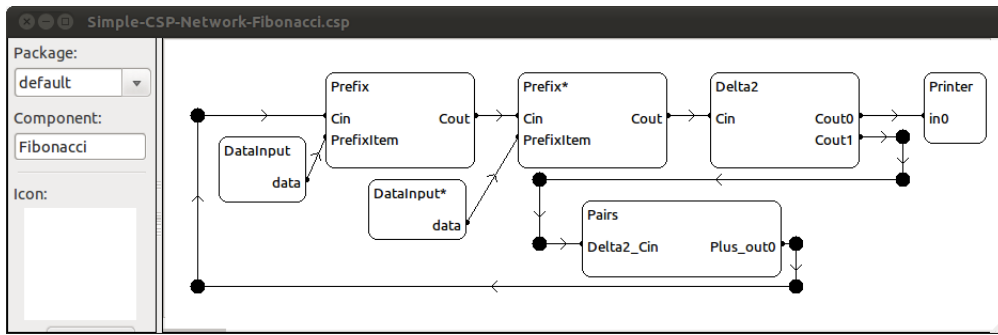 Simple-CSP-Network-Fibonacci.csp
Package:
default
Component:
Fibonacci
Icon:
Prefix
Cin Cout
PrefixItem
DataInput
data
Prefix*
Cin Cout
PrefixItem
DataInput*
data
Delta2
Cin Cout0
Cout1
Printer
in0
Pairs
Delta2_Cin Plus_out0